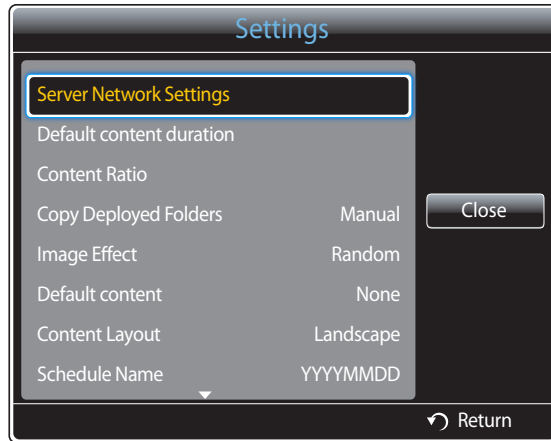 Settings
Server Network Settings
Default content duration
Content Ratio
Copy Deployed Folders Manual
Close
Image Effect Random
Default content None
Content Layout Landscape
Schedule Name YYYYMMDD
Return